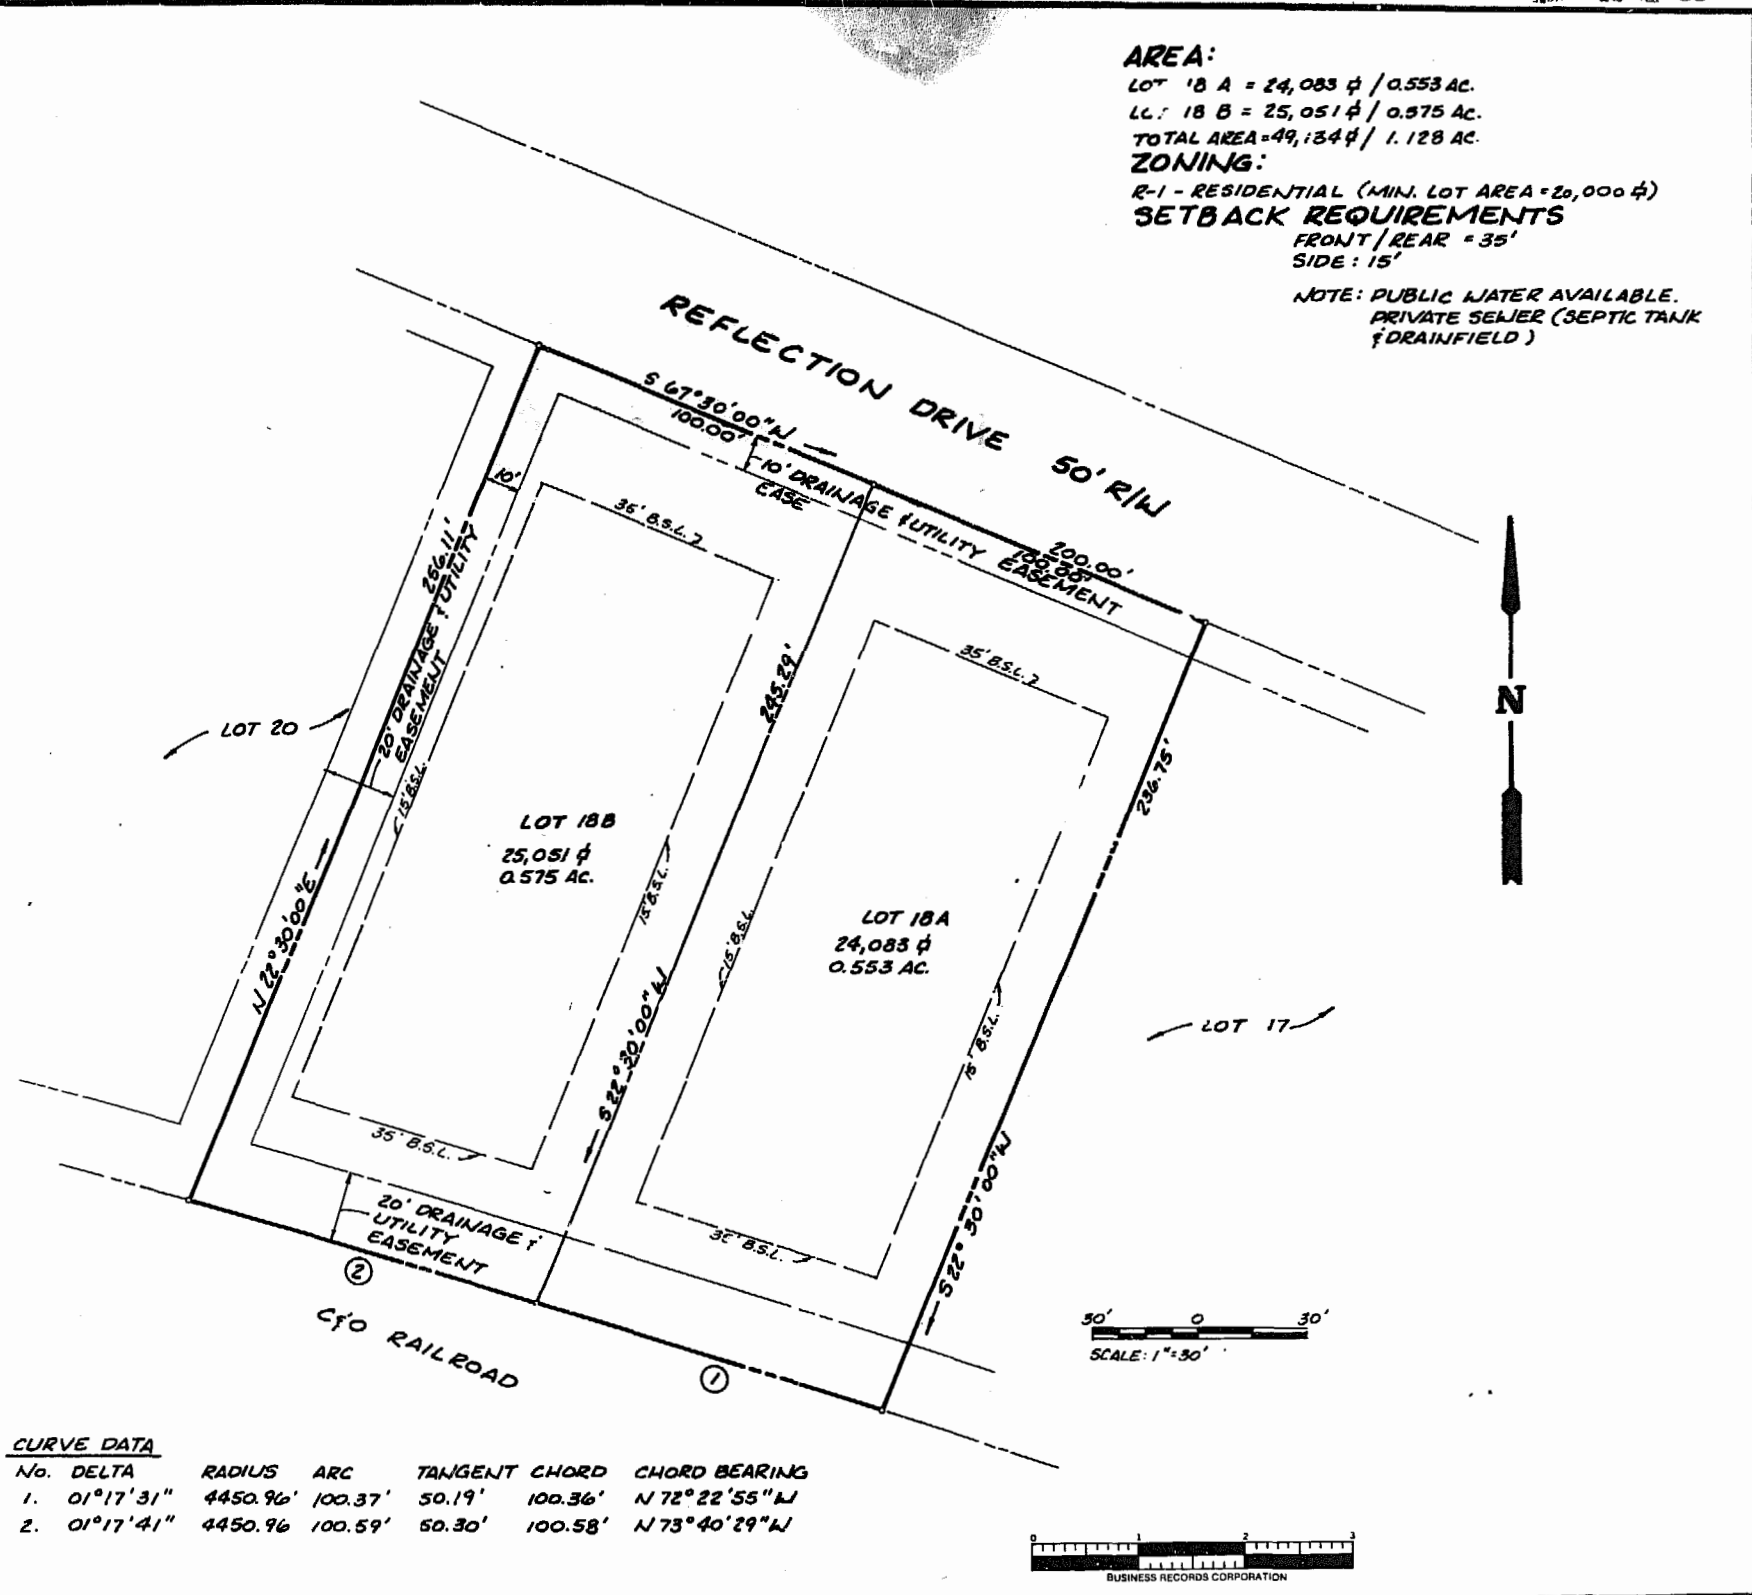 AREA:
LOT 18 A = 24,083 ⏍ / 0.553 AC.
LOT 18 B = 25,051 ⏍ / 0.575 AC.
TOTAL AREA = 49,134 ⏍ / 1.128 AC.
ZONING:
R-1 - RESIDENTIAL (MIN. LOT AREA = 20,000 ⏍)
SETBACK REQUIREMENTS
FRONT/REAR = 35'
SIDE: 15'
NOTE: PUBLIC WATER AVAILABLE.
PRIVATE SEWER (SEPTIC TANK
& DRAINFIELD)
REFLECTION DRIVE 50' R/W
S 67°30'00"W
100.00'
10' DRAINAGE & UTILITY
EASE
EASEMENT
200.00'
100.00'
10'
35' B.S.L.
35' B.S.L.
256.11'
20' DRAINAGE & UTILITY
EASEMENT
245.29'
236.75'
LOT 20
15' B.S.L.
LOT 18B
25,051 ⏍
0.575 AC.
15' B.S.L.
15' B.S.L.
LOT 18A
24,083 ⏍
0.553 AC.
N 22°30'00"E
S 22°30'00"W
15' B.S.L.
LOT 17
N
35' B.S.L.
S 22°30'00"W
20' DRAINAGE &
UTILITY
EASEMENT
B.S.L.
2
C&O RAILROAD
1
30' 0 30'
SCALE: 1"=30'
CURVE DATA
No. DELTA RADIUS ARC TANGENT CHORD CHORD BEARING
1. 01°17'31" 4450.96' 100.37' 50.19' 100.36' N 72°22'55"W
2. 01°17'41" 4450.96 100.59' 50.30' 100.58' N 73°40'29"W
0 1 2 3
BUSINESS RECORDS CORPORATION